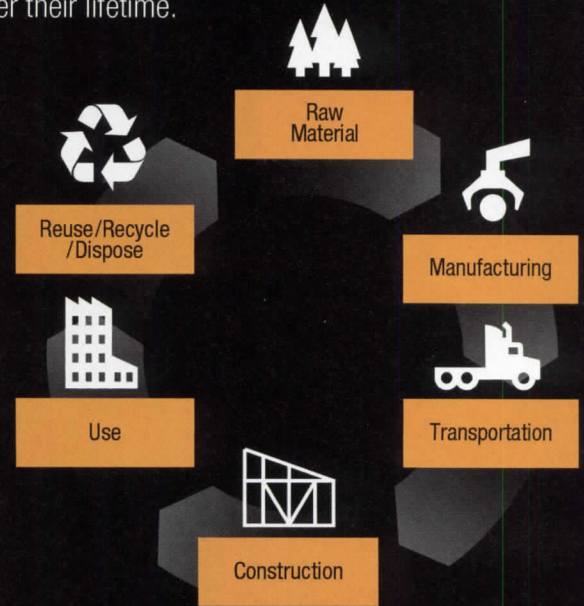 er their lifetime.
Raw
Material
Manufacturing
Transportation
Construction
Use
Reuse/Recycle
/Dispose